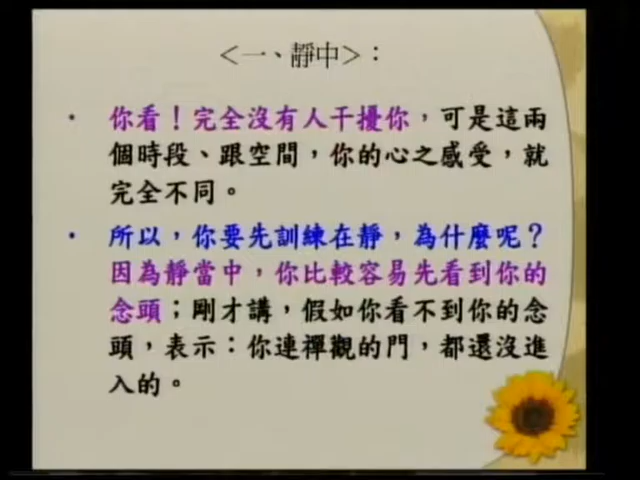 ＜一、靜中＞：
• 你看！完全沒有人干擾你，可是這兩
個時段、跟空間，你的心之感受，就
完全不同。
• 所以，你要先訓練在靜，為什麼呢？
因為靜當中，你比較容易先看到你的
念頭；剛才講，假如你看不到你的念
頭，表示：你連禪觀的門，都還沒進
入的。